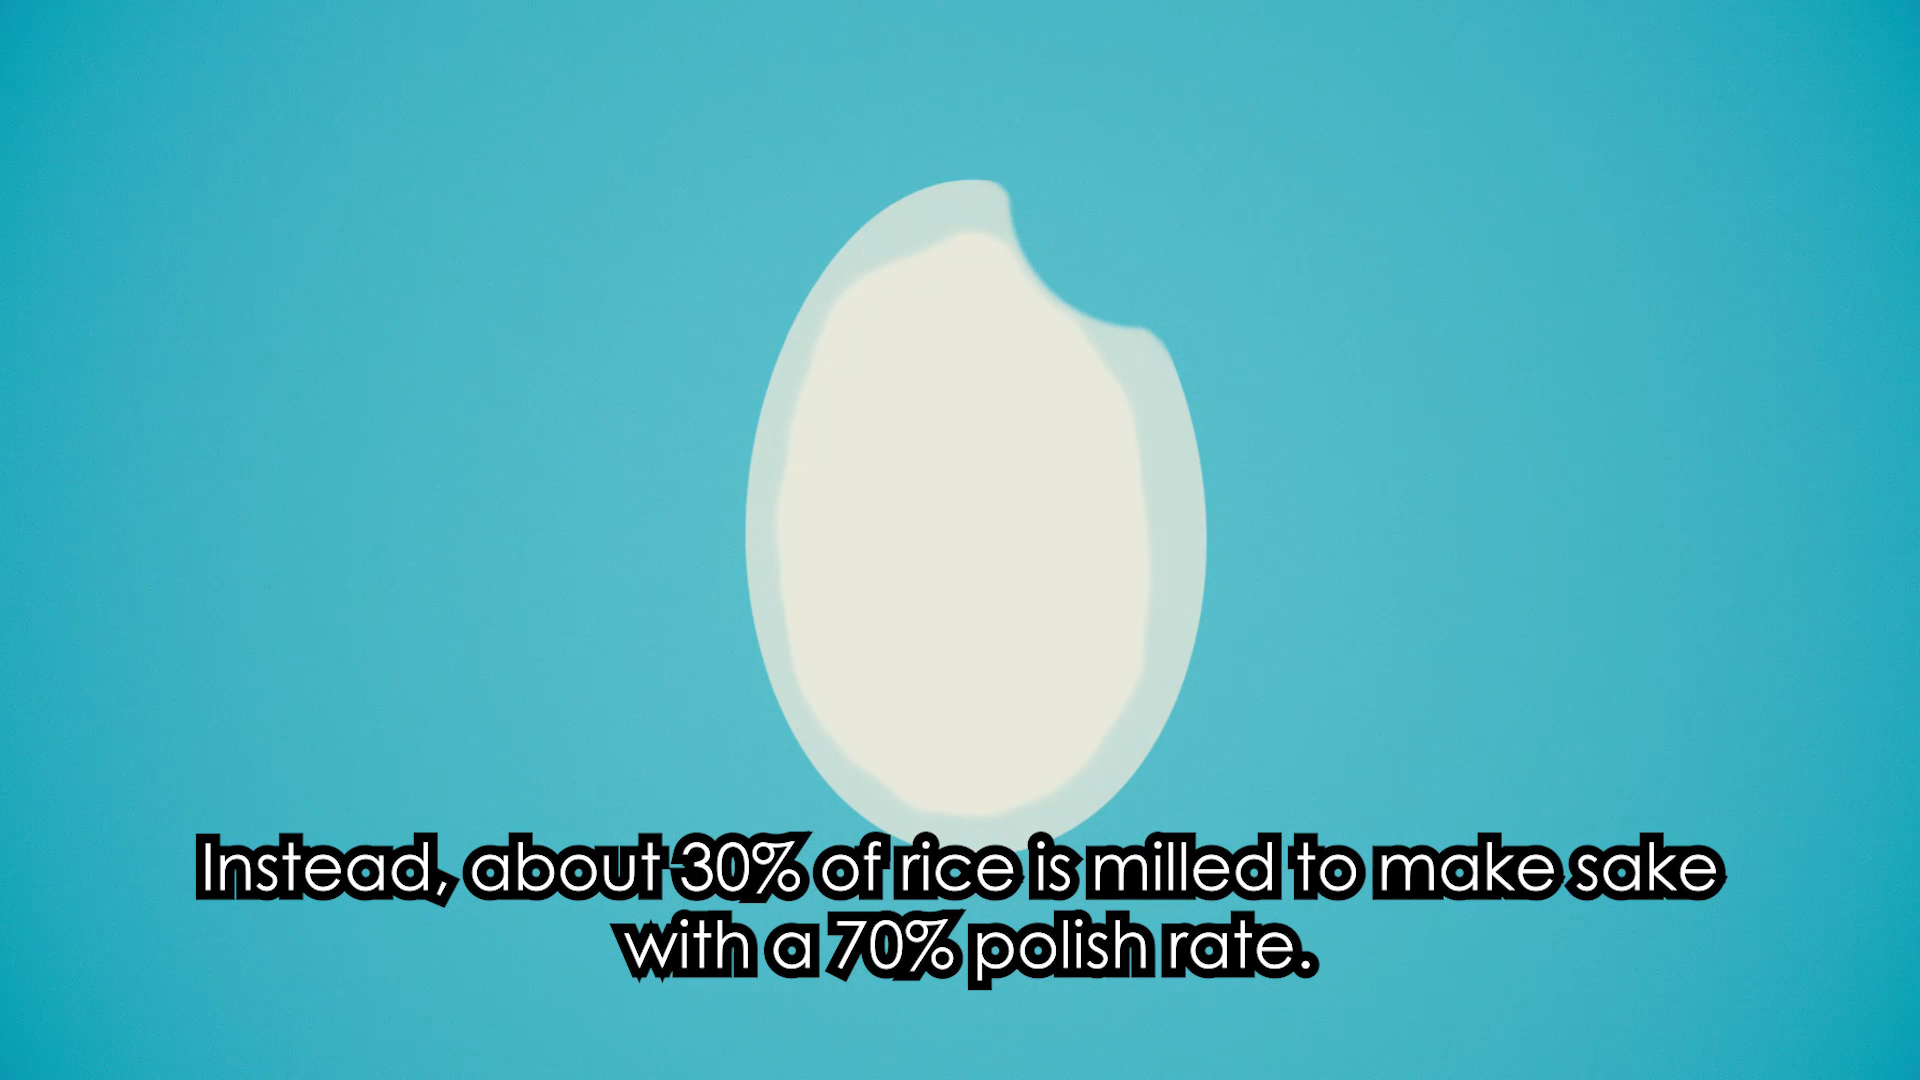 Instead, about 30% of rice is milled to make sake
with a 70% polish rate.